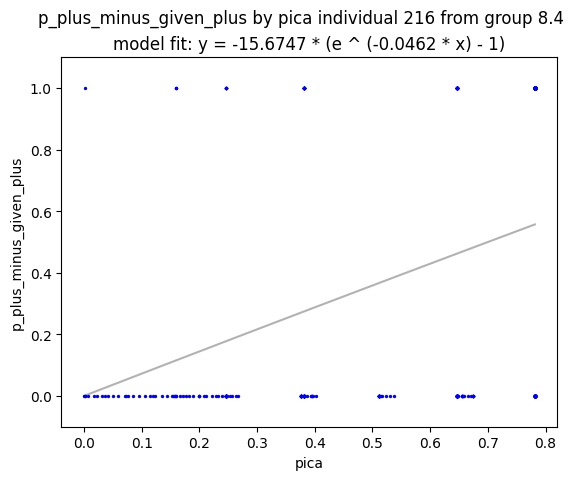 p_plus_minus_given_plus by pica individual 216 from group 8.4
model fit: y = -15.6747 * (e ^ (-0.0462 * x) - 1)
1.0
0.8
0.6
0.4
0.2
0.0
p_plus_minus_given_plus
0.0 0.1 0.2 0.3 0.4 0.5 0.6 0.7 0.8
pica